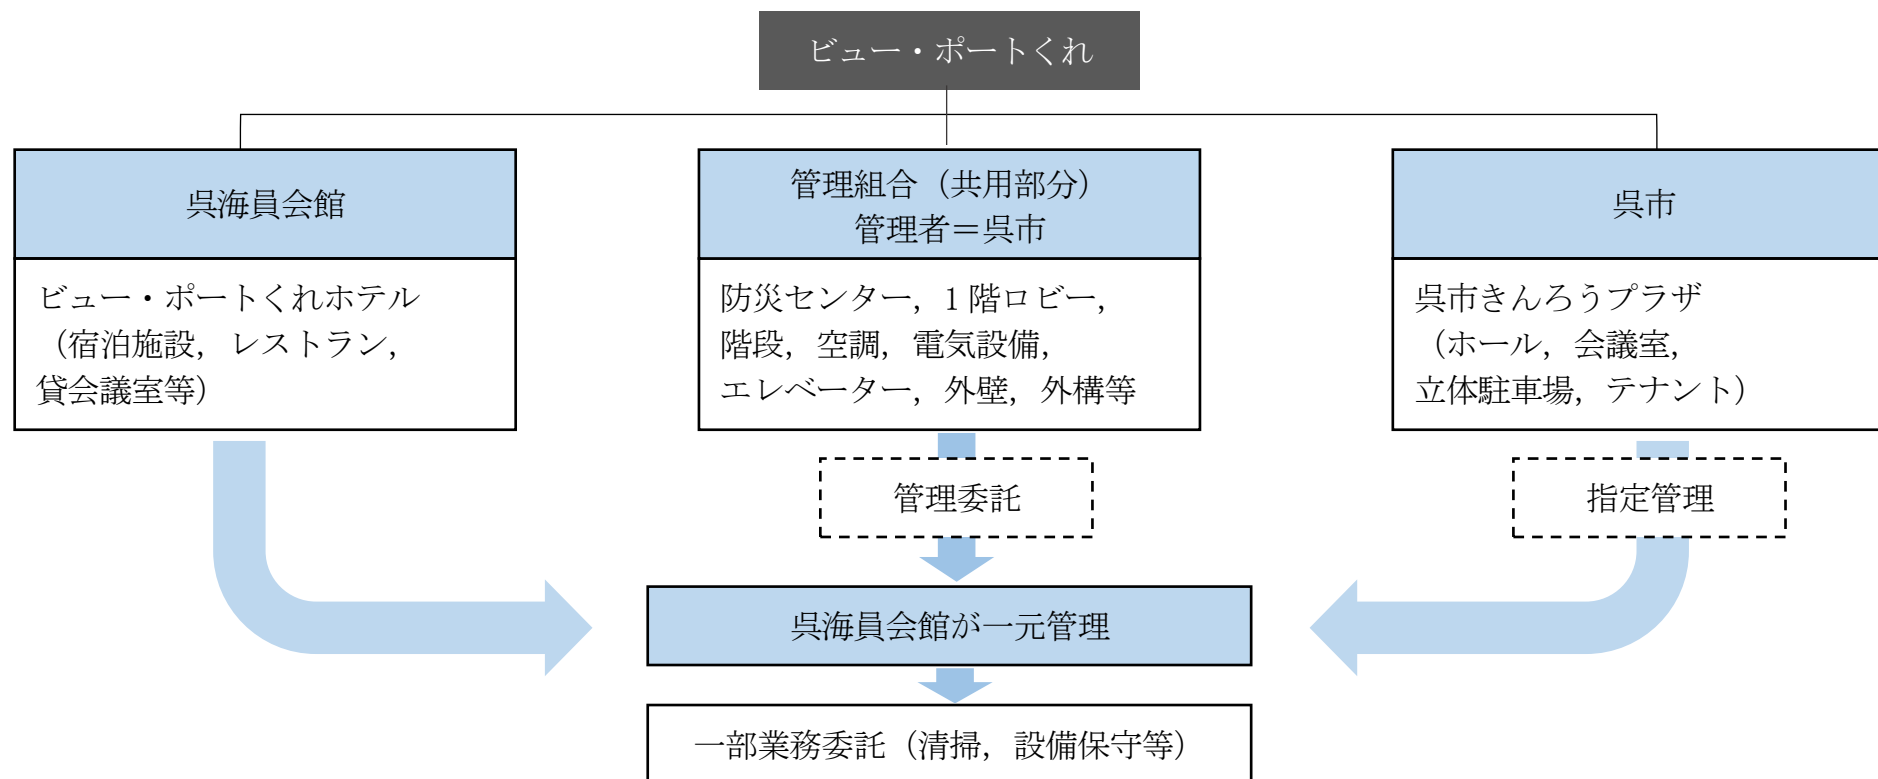 ビュー・ポートくれ
呉海員会館
ビュー・ポートくれホテル
（宿泊施設，レストラン，
貸会議室等）
管理組合（共用部分）
管理者＝呉市
防災センター，1階ロビー，
階段，空調，電気設備，
エレベーター，外壁，外構等
呉市
呉市きんろうプラザ
（ホール，会議室，
立体駐車場，テナント）
管理委託
指定管理
呉海員会館が一元管理
一部業務委託（清掃，設備保守等）